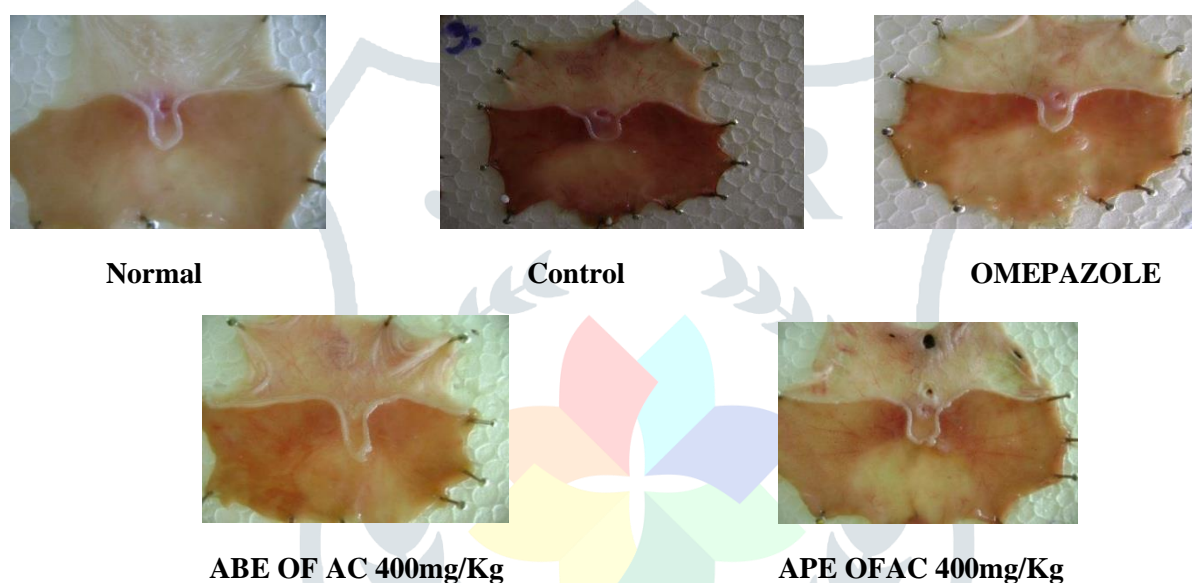 Normal
Control
OMEPAZOLE
ABE OF AC 400mg/Kg
APE OFAC 400mg/Kg